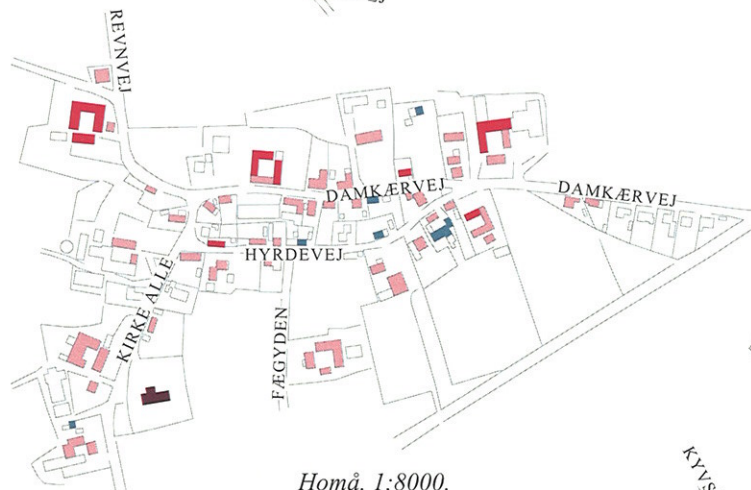 REVNVEJ
DAMKÆRVEJ
DAMKÆRVEJ
HYRDEVEJ
KIRKE ALLE
FÆGYDEN
Homå. 1:8000.